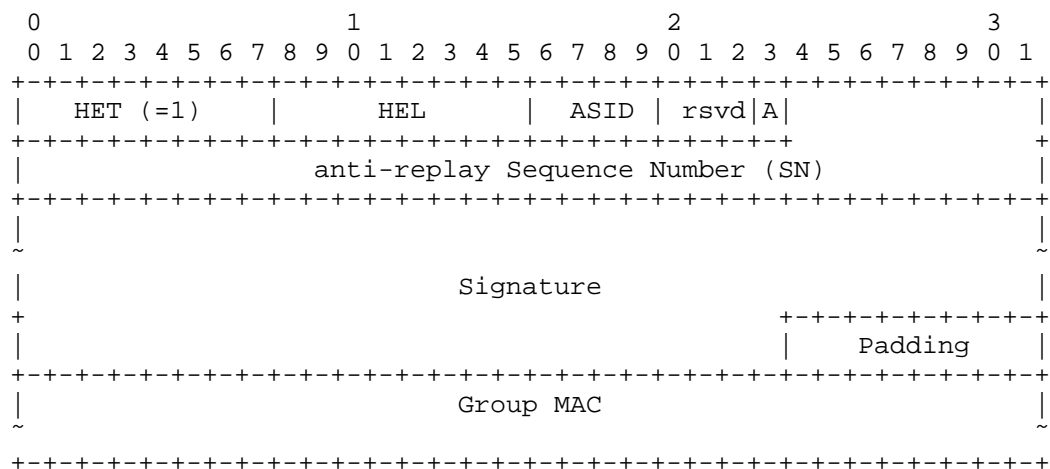 0                   1                   2                   3
 0 1 2 3 4 5 6 7 8 9 0 1 2 3 4 5 6 7 8 9 0 1 2 3 4 5 6 7 8 9 0 1
+-+-+-+-+-+-+-+-+-+-+-+-+-+-+-+-+-+-+-+-+-+-+-+-+-+-+-+-+-+-+-+-+
|   HET (=1)    |      HEL      |  ASID | rsvd|A|               |
+-+-+-+-+-+-+-+-+-+-+-+-+-+-+-+-+-+-+-+-+-+-+-+-+               +
|                  anti-replay Sequence Number (SN)             |
+-+-+-+-+-+-+-+-+-+-+-+-+-+-+-+-+-+-+-+-+-+-+-+-+-+-+-+-+-+-+-+-+
|                                                               |
~                                                               ~
|                           Signature                           |
+                                               +-+-+-+-+-+-+-+-+
|                                               |    Padding    |
+-+-+-+-+-+-+-+-+-+-+-+-+-+-+-+-+-+-+-+-+-+-+-+-+-+-+-+-+-+-+-+-+
|                           Group MAC                           |
~                                                               ~
+-+-+-+-+-+-+-+-+-+-+-+-+-+-+-+-+-+-+-+-+-+-+-+-+-+-+-+-+-+-+-+-+